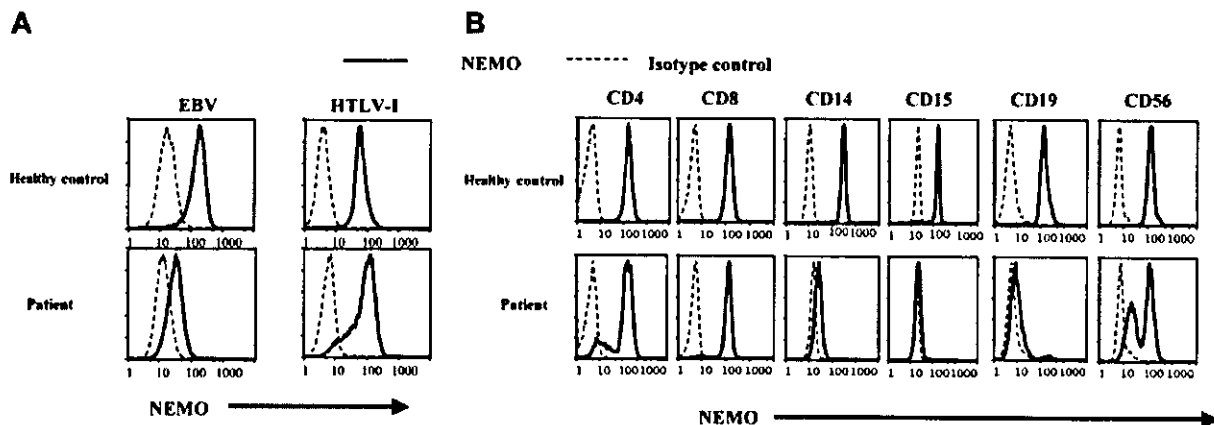 A
B
NEMO Isotype control
EBV HTLV-I
CD4 CD8 CD14 CD15 CD19 CD56
Healthy control
10 100 1000 1 10 100 1000
Healthy control
1 10 100 1000 1 10 100 1000 1 10 100 1000 1 10 100 1000 1 10 100 1000 1 10 100 1000
Patient
1 10 100 1000 1 10 100 1000
Patient
1 10 100 1000 1 10 100 1000 1 10 100 1000 1 10 100 1000 1 10 100 1000 1 10 100 1000
NEMO
NEMO